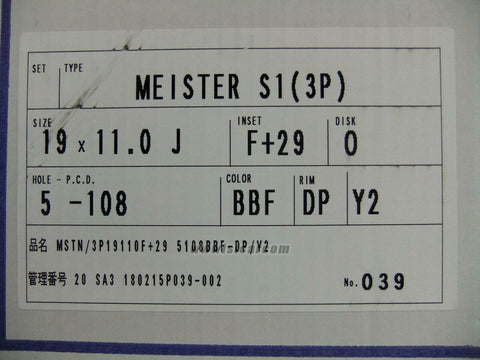 SET TYPE
MEISTER S1(3P)
SIZE INSET DISK
19 x 11.0 J F+29 O
HOLE - P.C.D. COLOR RIM
5 -108 BBF DP Y2
品名 MSTN/3P19110F+29 5108BBF-DP/Y2
管理番号 20 SA3 180215P039-002 No. 039